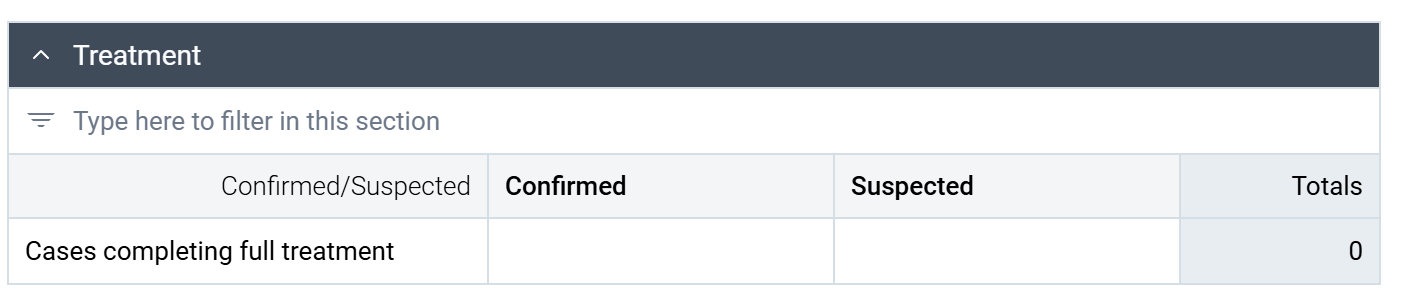 Treatment
Type here to filter in this section
Confirmed/Suspected Confirmed Suspected Totals
Cases completing full treatment 0